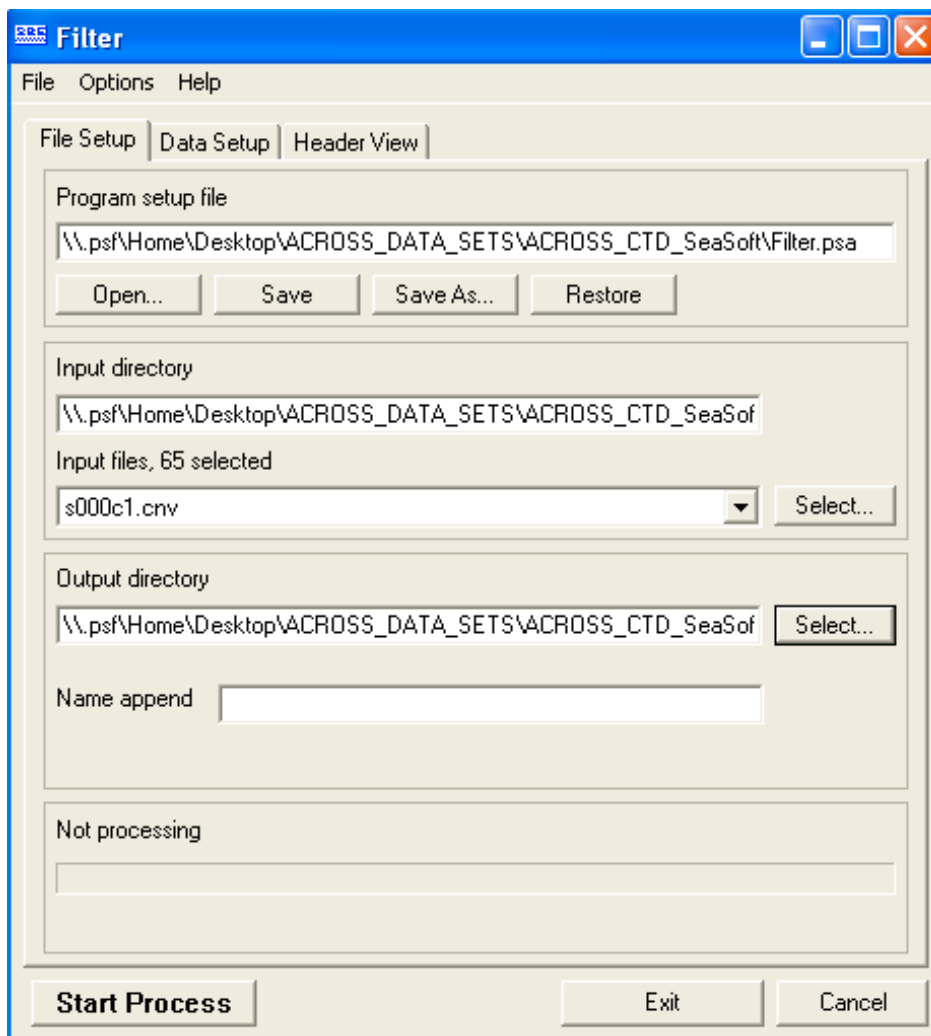 Filter
File Options Help
File Setup Data Setup Header View
Program setup file
\\.psf\Home\Desktop\ACROSS_DATA_SETS\ACROSS_CTD_SeaSoft\Filter.psa
Open... Save Save As... Restore
Input directory
\\.psf\Home\Desktop\ACROSS_DATA_SETS\ACROSS_CTD_SeaSof
Input files, 65 selected
s000c1.cnv Select...
Output directory
\\.psf\Home\Desktop\ACROSS_DATA_SETS\ACROSS_CTD_SeaSof Select...
Name append
Not processing
Start Process Exit Cancel